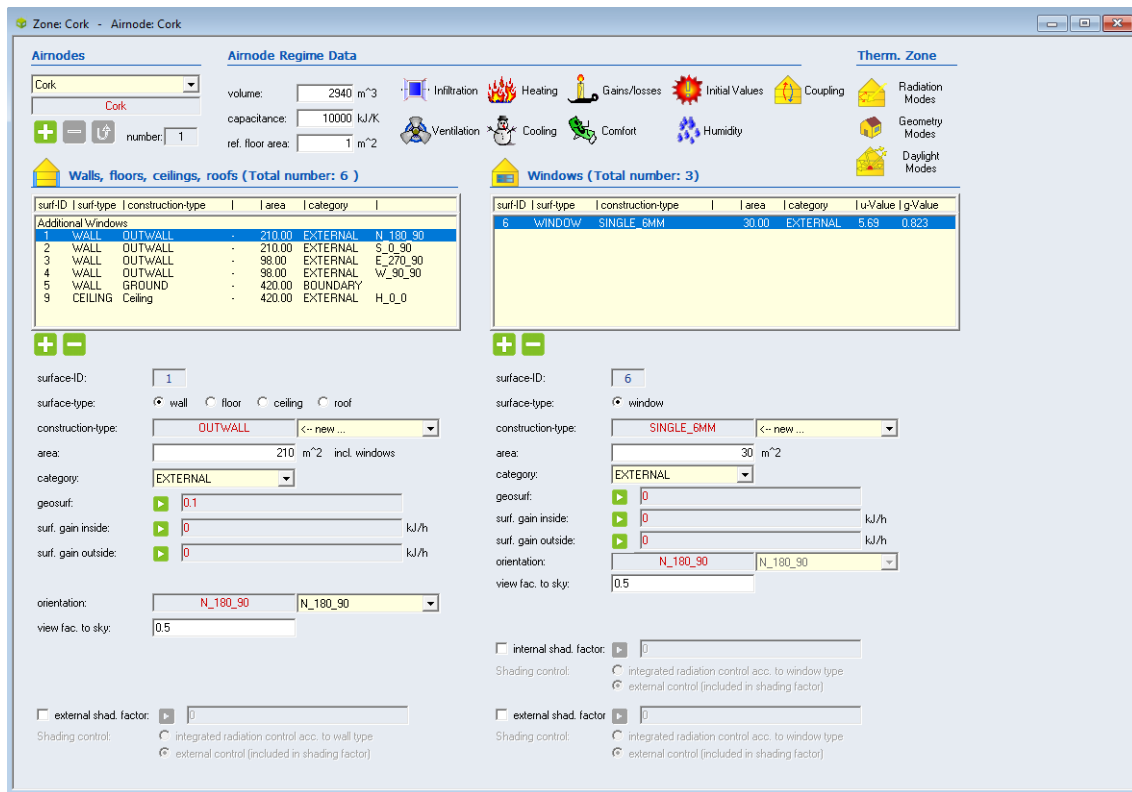 Zone: Cork - Airnode: Cork
Airnodes
Airnode Regime Data
Therm. Zone
Cork
Cork
number: 1
volume: 2940 m^3
capacitance: 10000 kJ/K
ref. floor area: 1 m^2
Infiltration
Heating
Gains/losses
Initial Values
Coupling
Ventilation
Cooling
Comfort
Humidity
Radiation
Modes
Geometry
Modes
Daylight
Modes
Walls, floors, ceilings, roofs (Total number: 6 )
surf-ID | surf-type | construction-type | | area | category |
Additional Windows
1 WALL OUTWALL - 210.00 EXTERNAL N_180_90
2 WALL OUTWALL - 210.00 EXTERNAL S_0_90
3 WALL OUTWALL - 98.00 EXTERNAL E_270_90
4 WALL OUTWALL - 98.00 EXTERNAL W_90_90
5 WALL GROUND - 420.00 BOUNDARY
9 CEILING Ceiling - 420.00 EXTERNAL H_0_0
surface-ID: 1
surface-type: wall floor ceiling roof
construction-type: OUTWALL <-- new ...
area: 210 m^2 incl. windows
category: EXTERNAL
geosurf: 0.1
surf. gain inside: 0 kJ/h
surf. gain outside: 0 kJ/h
orientation: N_180_90 N_180_90
view fac. to sky: 0.5
external shad. factor: 0
Shading control: integrated radiation control acc. to wall type
external control (included in shading factor)
Windows (Total number: 3)
surf-ID | surf-type | construction-type | | area | category | u-Value | g-Value
6 WINDOW SINGLE_6MM 30.00 EXTERNAL 5.69 0.823
surface-ID: 6
surface-type: window
construction-type: SINGLE_6MM <-- new ...
area: 30 m^2
category: EXTERNAL
geosurf: 0
surf. gain inside: 0 kJ/h
surf. gain outside: 0 kJ/h
orientation: N_180_90 N_180_90
view fac. to sky: 0.5
internal shad. factor: 0
Shading control: integrated radiation control acc. to window type
external control (included in shading factor)
external shad. factor 0
Shading control: integrated radiation control acc. to window type
external control (included in shading factor)